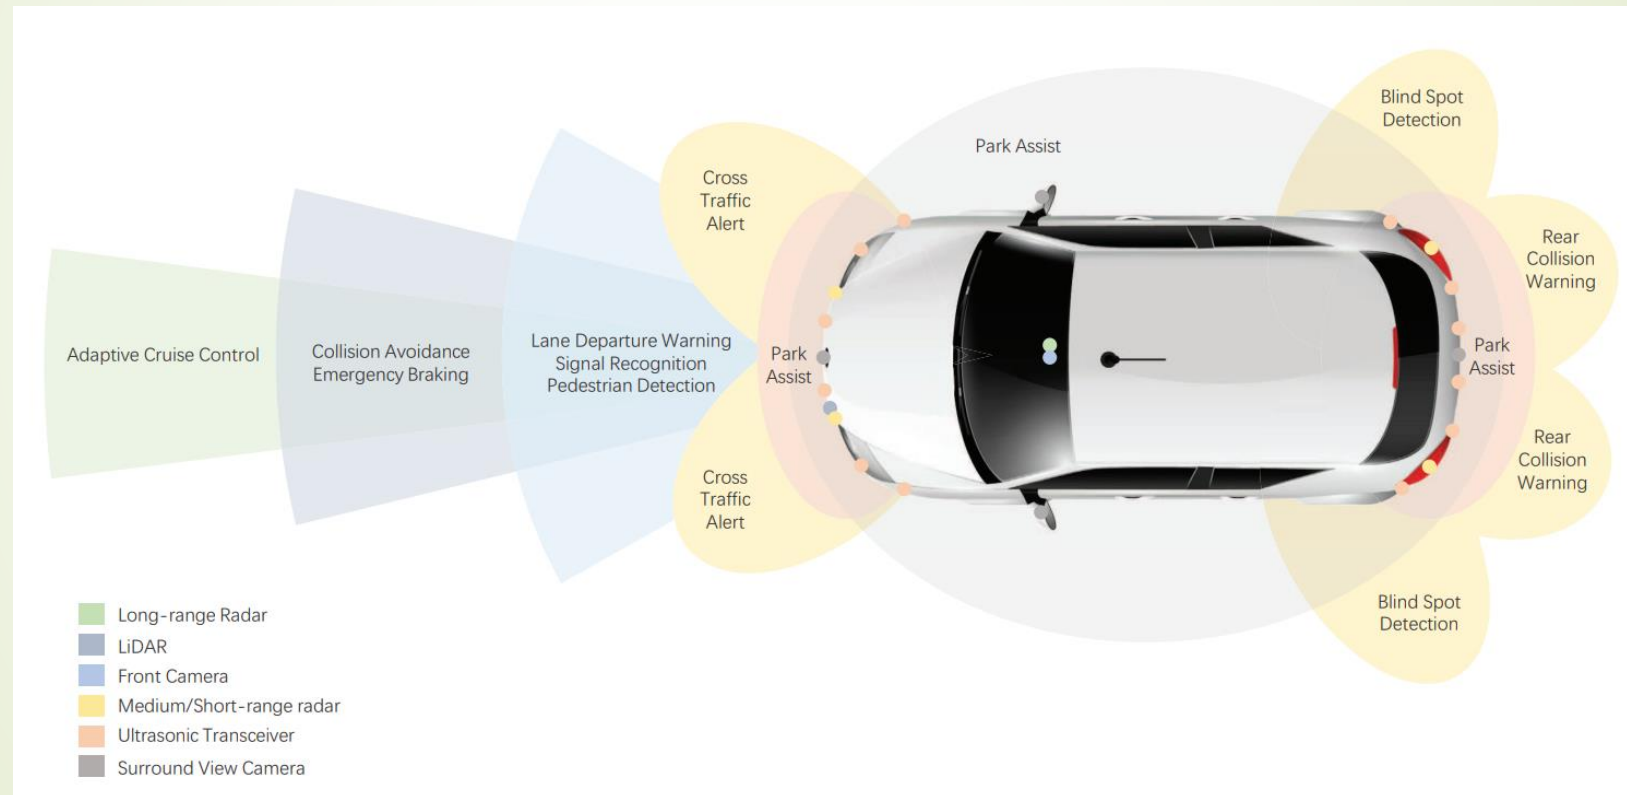 Blind Spot
Detection
Park Assist
Cross
Traffic
Alert
Rear
Collision
Warning
Adaptive Cruise Control
Collision Avoidance
Emergency Braking
Lane Departure Warning
Signal Recognition
Pedestrian Detection
Park
Assist
Park
Assist
Cross
Traffic
Alert
Rear
Collision
Warning
Blind Spot
Detection
Long-range Radar
LiDAR
Front Camera
Medium/Short-range radar
Ultrasonic Transceiver
Surround View Camera